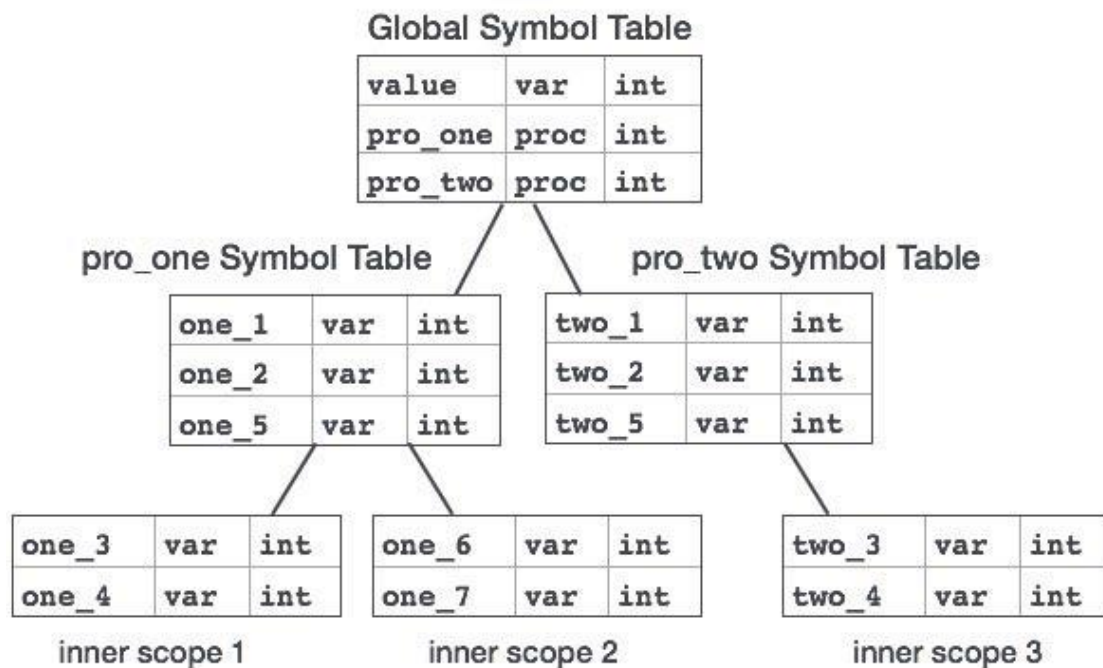 Global Symbol Table
value var int
pro_one proc int
pro_two proc int
pro_one Symbol Table
one_1 var int
one_2 var int
one_5 var int
pro_two Symbol Table
two_1 var int
two_2 var int
two_5 var int
one_3 var int
one_4 var int
inner scope 1
one_6 var int
one_7 var int
inner scope 2
two_3 var int
two_4 var int
inner scope 3